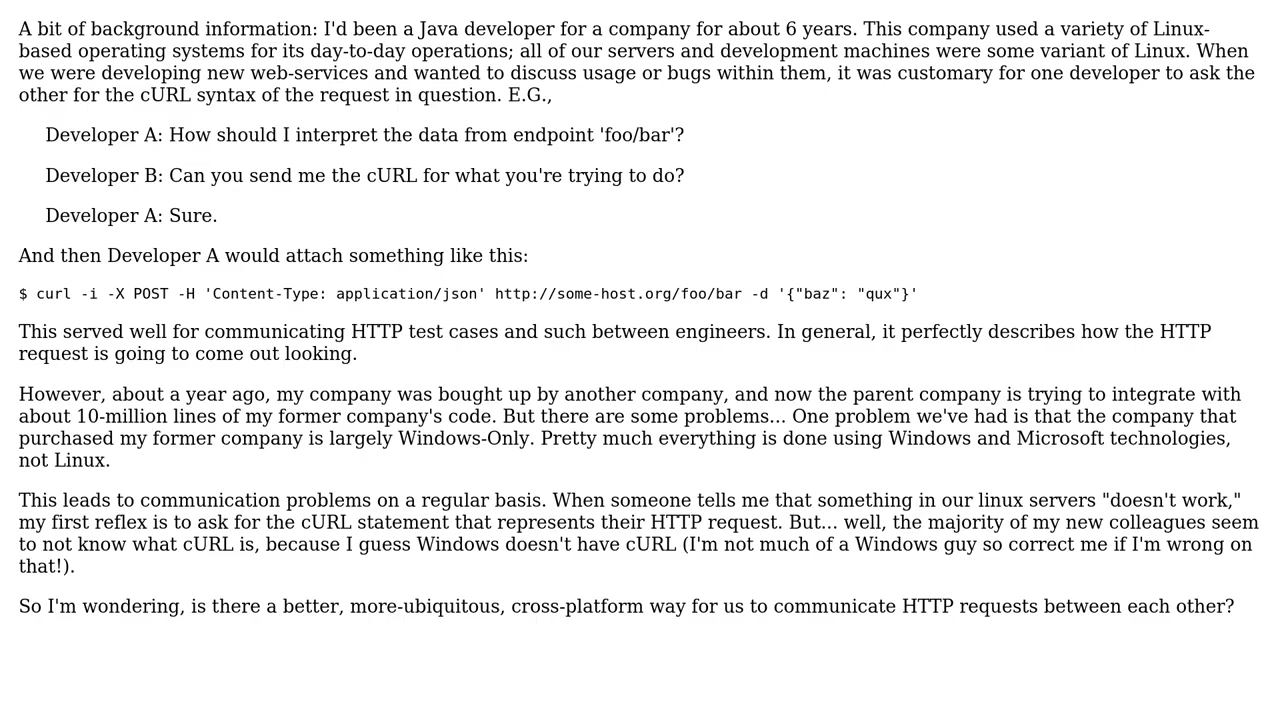 A bit of background information: I'd been a Java developer for a company for about 6 years. This company used a variety of Linux-
based operating systems for its day-to-day operations; all of our servers and development machines were some variant of Linux. When
we were developing new web-services and wanted to discuss usage or bugs within them, it was customary for one developer to ask the
other for the cURL syntax of the request in question. E.G.,
Developer A: How should I interpret the data from endpoint 'foo/bar'?
Developer B: Can you send me the cURL for what you're trying to do?
Developer A: Sure.
And then Developer A would attach something like this:
$ curl -i -X POST -H 'Content-Type: application/json' http://some-host.org/foo/bar -d '{"baz": "qux"}'
This served well for communicating HTTP test cases and such between engineers. In general, it perfectly describes how the HTTP
request is going to come out looking.
However, about a year ago, my company was bought up by another company, and now the parent company is trying to integrate with
about 10-million lines of my former company's code. But there are some problems... One problem we've had is that the company that
purchased my former company is largely Windows-Only. Pretty much everything is done using Windows and Microsoft technologies,
not Linux.
This leads to communication problems on a regular basis. When someone tells me that something in our linux servers "doesn't work,"
my first reflex is to ask for the cURL statement that represents their HTTP request. But... well, the majority of my new colleagues seem
to not know what cURL is, because I guess Windows doesn't have cURL (I'm not much of a Windows guy so correct me if I'm wrong on
that!).
So I'm wondering, is there a better, more-ubiquitous, cross-platform way for us to communicate HTTP requests between each other?